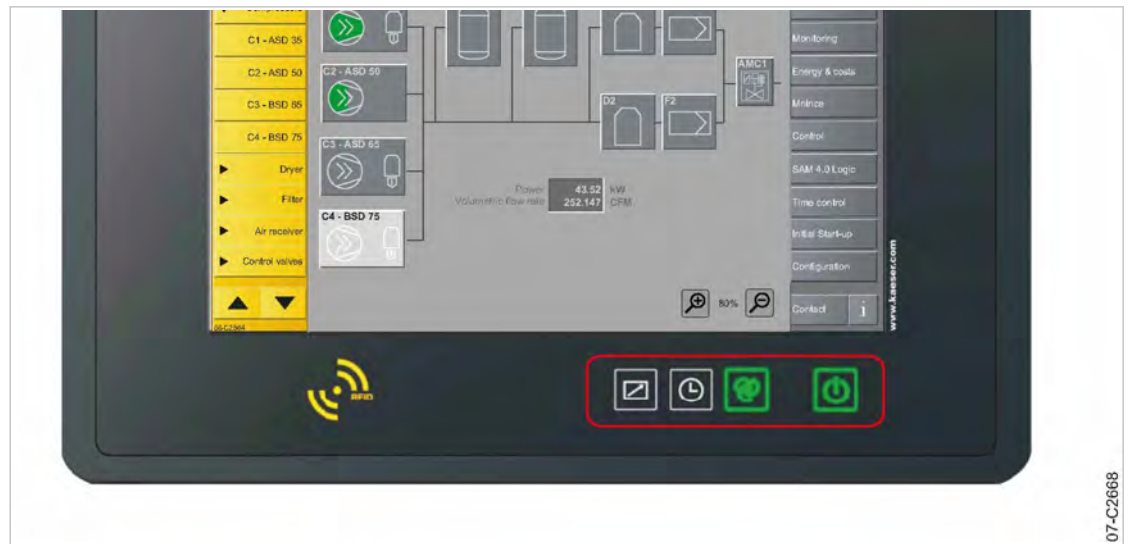 C1 - ASD 35
C2 - ASD 50
C3 - BSD 65
C4 - BSD 75
Dryer
Filter
Air receiver
Control valves
C2 - ASD 50
C3 - ASD 65
C4 - BSD 75
D2
F2
AMC1
Power 43.52 kW
Volumetric flow rate 252.147 CFM
80%
Monitoring
Energy & costs
Mnince
Control
SAM 4.0 Logic
Time control
Initial Start-up
Configuration
Contact i
www.kaeser.com
RFID
07-C2668